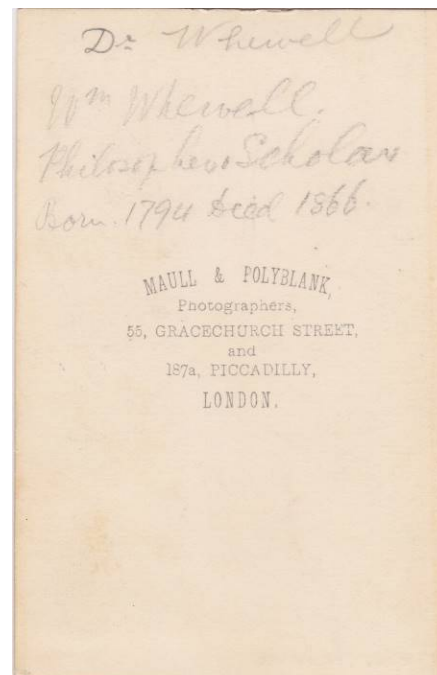 Dr Whewell
Wm Whewell.
Philosopher & Scholar
Born. 1794 Died 1866.
MAULL & POLYBLANK,
Photographers,
55, GRACECHURCH STREET,
and
187a, PICCADILLY,
LONDON.